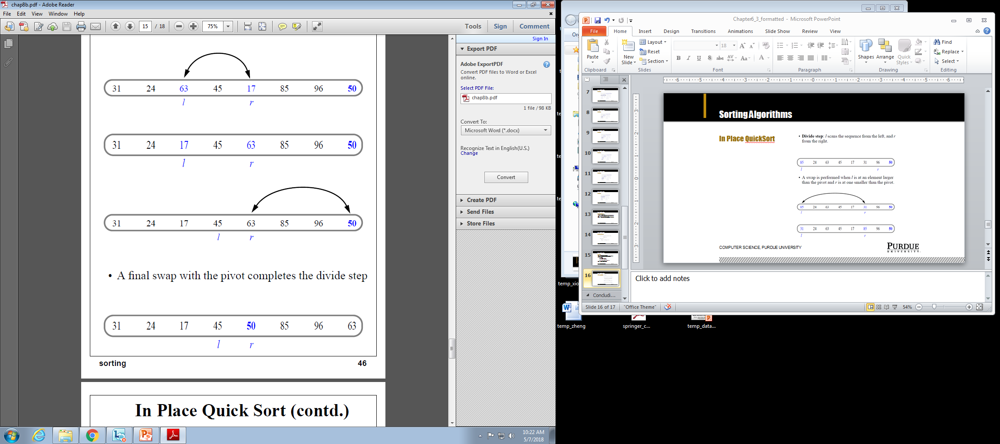 chap8b.pdf - Adobe Reader
File Edit View Window Help
15 / 18 75% Tools Sign Comment
31 24 63 45 17 85 96 50
l r
31 24 17 45 63 85 96 50
l r
31 24 17 45 63 85 96 50
l r
• A final swap with the pivot completes the divide step
31 24 17 45 50 85 96 63
l r
sorting 46
In Place Quick Sort (contd.)
Sign In
Export PDF
Adobe ExportPDF
Convert PDF files to Word or Excel
online.
Select PDF File:
chap8b.pdf
1 file / 98 KB
Convert To:
Microsoft Word (*.docx)
Recognize Text in English(U.S.)
Change
Convert
Create PDF
Send Files
Store Files
10:22 AM
5/7/2018
Chapter6_3_formatted - Microsoft PowerPoint
File Home Insert Design Transitions Animations Slide Show Review View
Paste
Clipboard
New
Slide
Layout
Reset
Section
Slides
18
B I U S abc AV Aa A
Font
Paragraph
Shapes Arrange Quick
Styles
Drawing
Find
Replace
Select
Editing
7
8
9
10
11
12
13
14
15
16
Concludi...
Sorting Algorithms
In Place QuickSort
• Divide step: l scans the sequence from the left, and r
from the right.
85 24 63 45 17 31 96 50
l r
• A swap is performed when l is at an element larger
than the pivot and r is at one smaller than the pivot.
85 24 63 45 17 31 96 50
l r
31 24 63 45 17 85 96 50
l r
COMPUTER SCIENCE, PURDUE UNIVERSITY
PURDUE
UNIVERSITY
Click to add notes
Slide 16 of 17 "Office Theme" 54%
temp_xio
temp_zheng
springer_c...
temp_data...